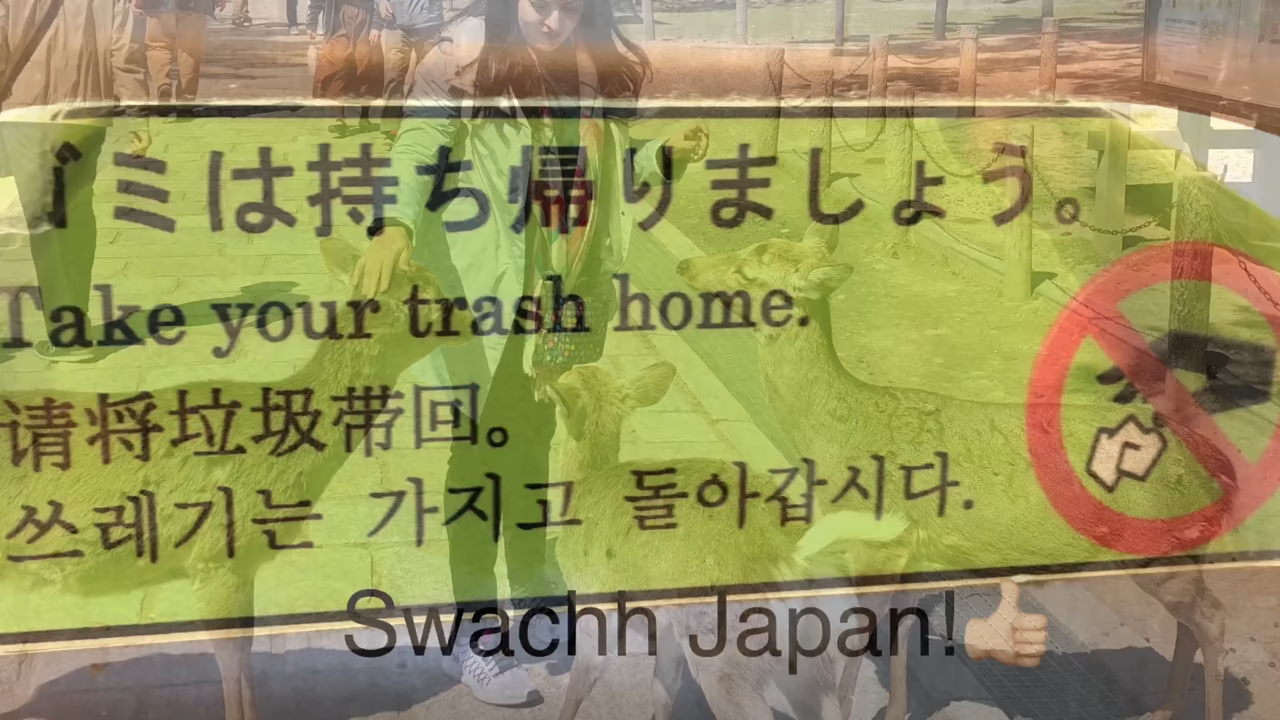 ゴミは持ち帰りましょう。
Take your trash home.
请将垃圾带回。
쓰레기는 가지고 돌아갑시다.
Swachh Japan!👍🏻